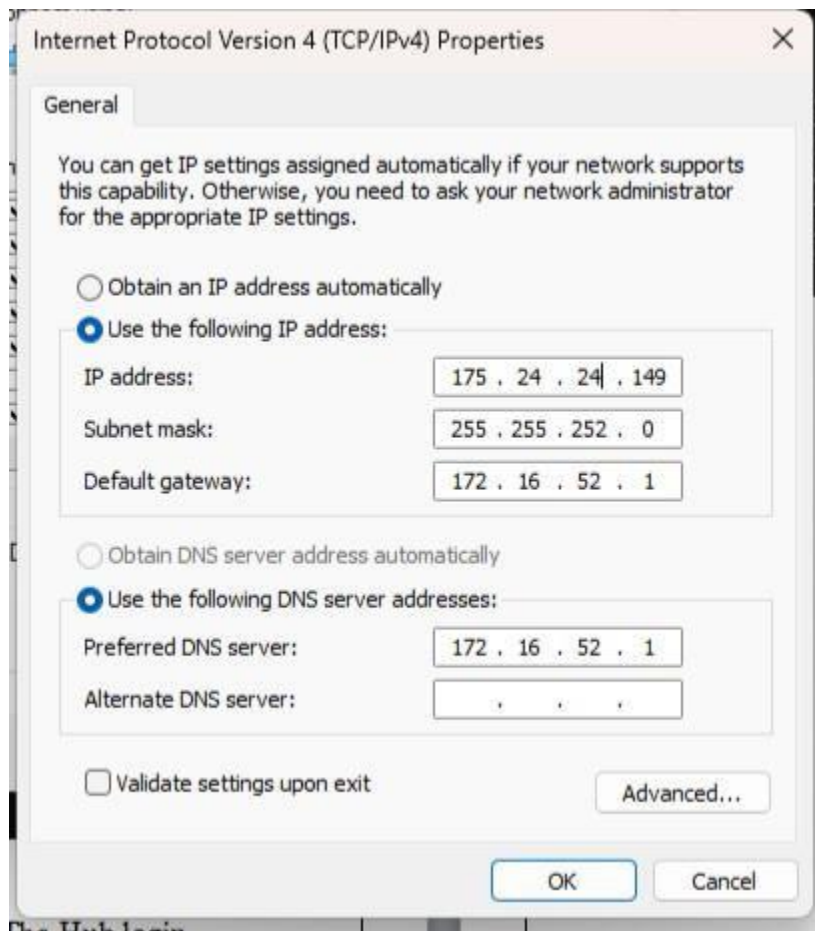 Internet Protocol Version 4 (TCP/IPv4) Properties
General
You can get IP settings assigned automatically if your network supports
this capability. Otherwise, you need to ask your network administrator
for the appropriate IP settings.
Obtain an IP address automatically
Use the following IP address:
IP address: 175 . 24 . 24 . 149
Subnet mask: 255 . 255 . 252 . 0
Default gateway: 172 . 16 . 52 . 1
Obtain DNS server address automatically
Use the following DNS server addresses:
Preferred DNS server: 172 . 16 . 52 . 1
Alternate DNS server: . . .
Validate settings upon exit
Advanced...
OK Cancel
The Hub login